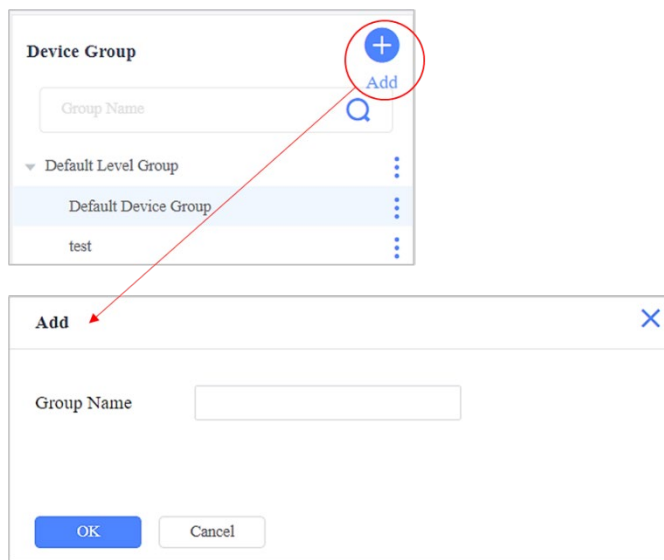 Device Group
Add
Group Name
Default Level Group
Default Device Group
test
Add
Group Name
OK
Cancel